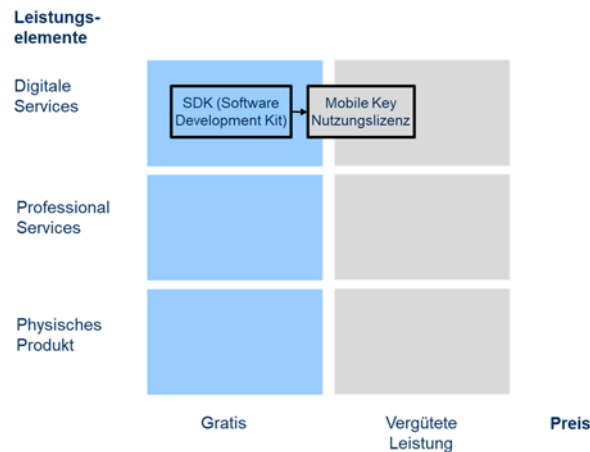 Leistungs-
elemente
Digitale
Services
SDK (Software
Development Kit)
Mobile Key
Nutzungslizenz
Professional
Services
Physisches
Produkt
Gratis
Vergütete
Leistung
Preis